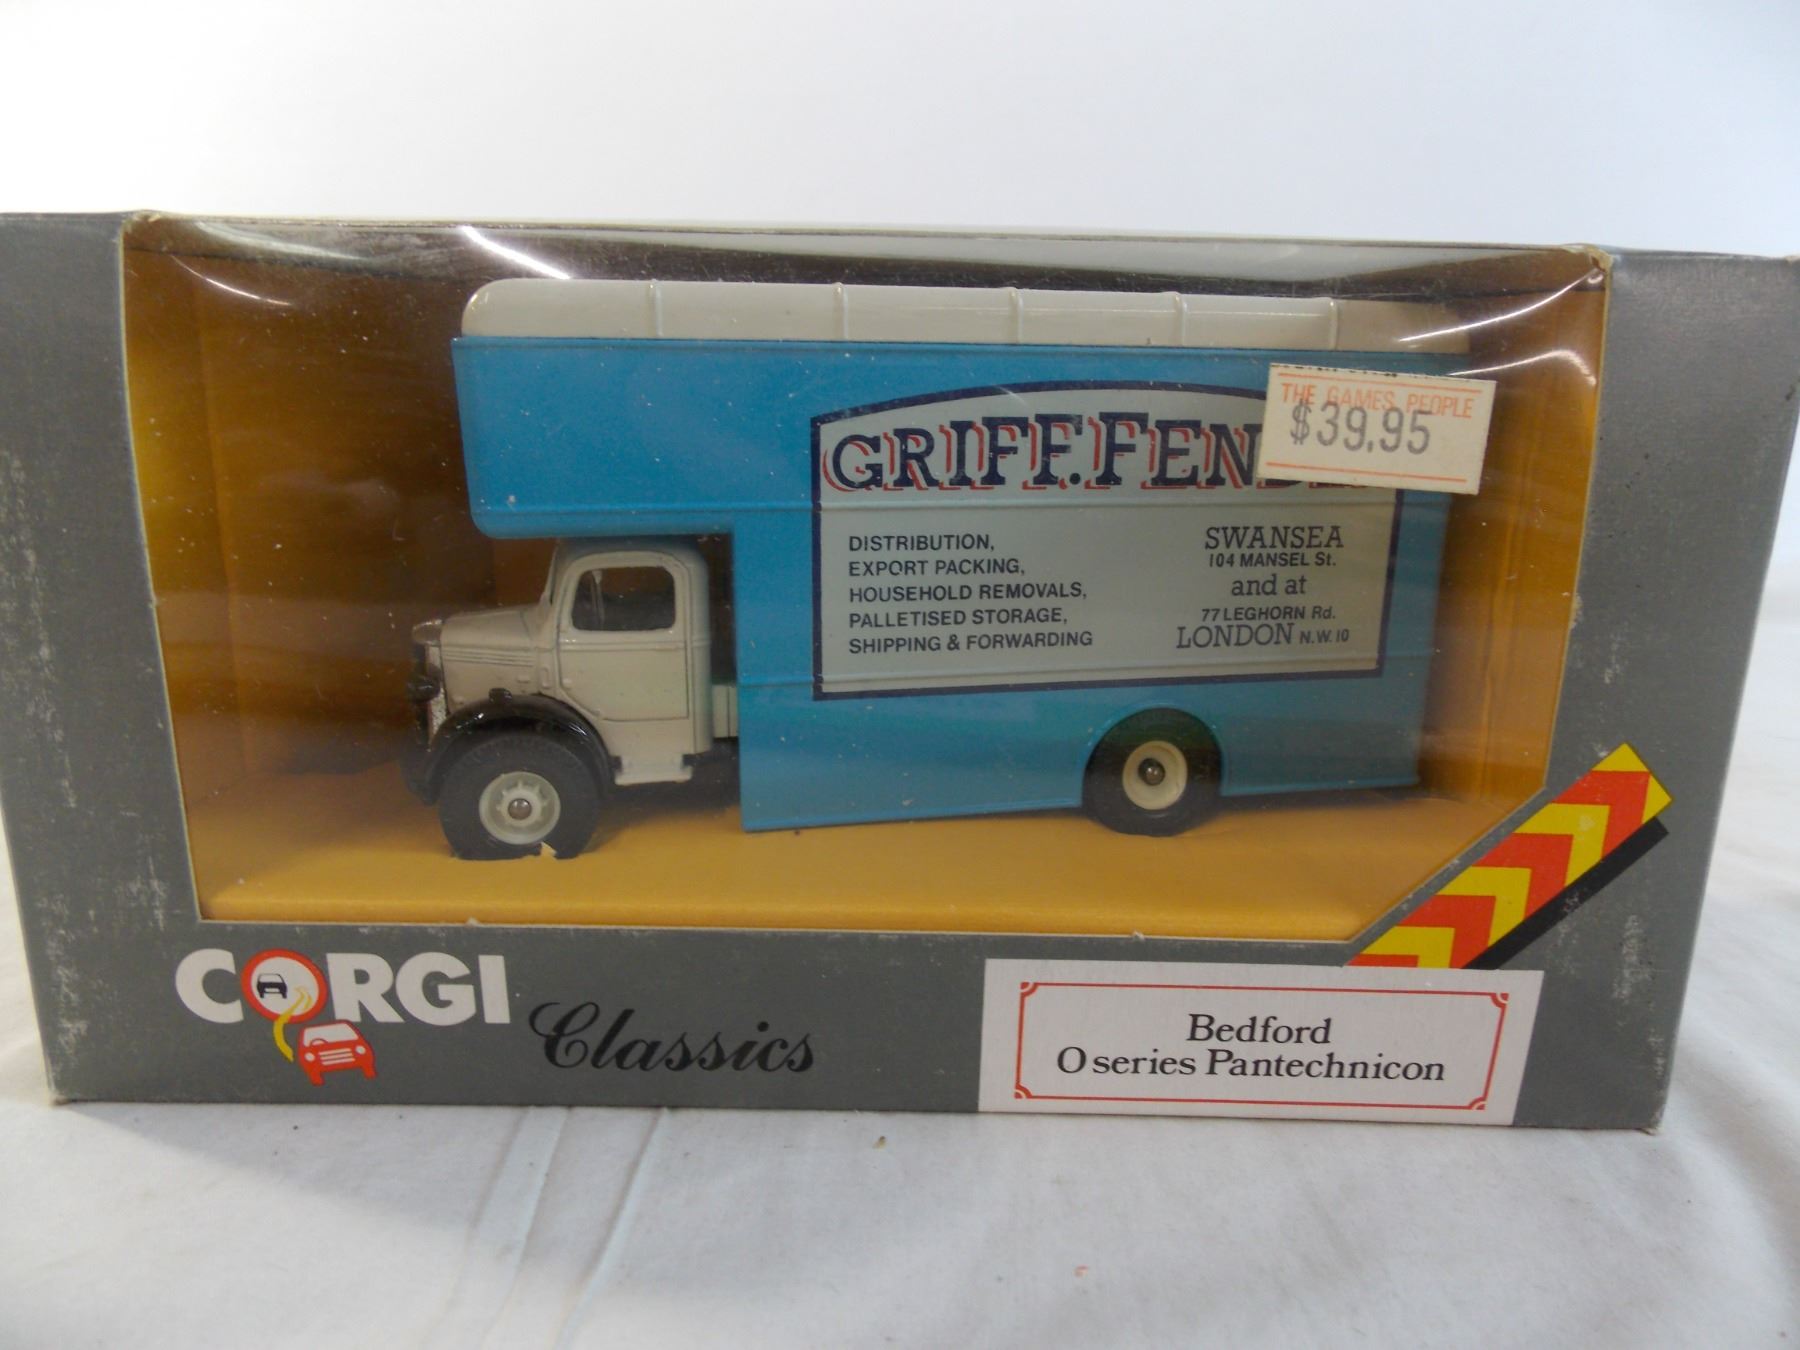 THE GAMES PEOPLE
$39.95
GRIFF. FEN
DISTRIBUTION,
EXPORT PACKING,
HOUSEHOLD REMOVALS,
PALLETISED STORAGE,
SHIPPING & FORWARDING
SWANSEA
104 MANSEL St.
and at
77 LEGHORN Rd.
LONDON N.W.10
CORGI
Classics
Bedford
O series Pantechnicon